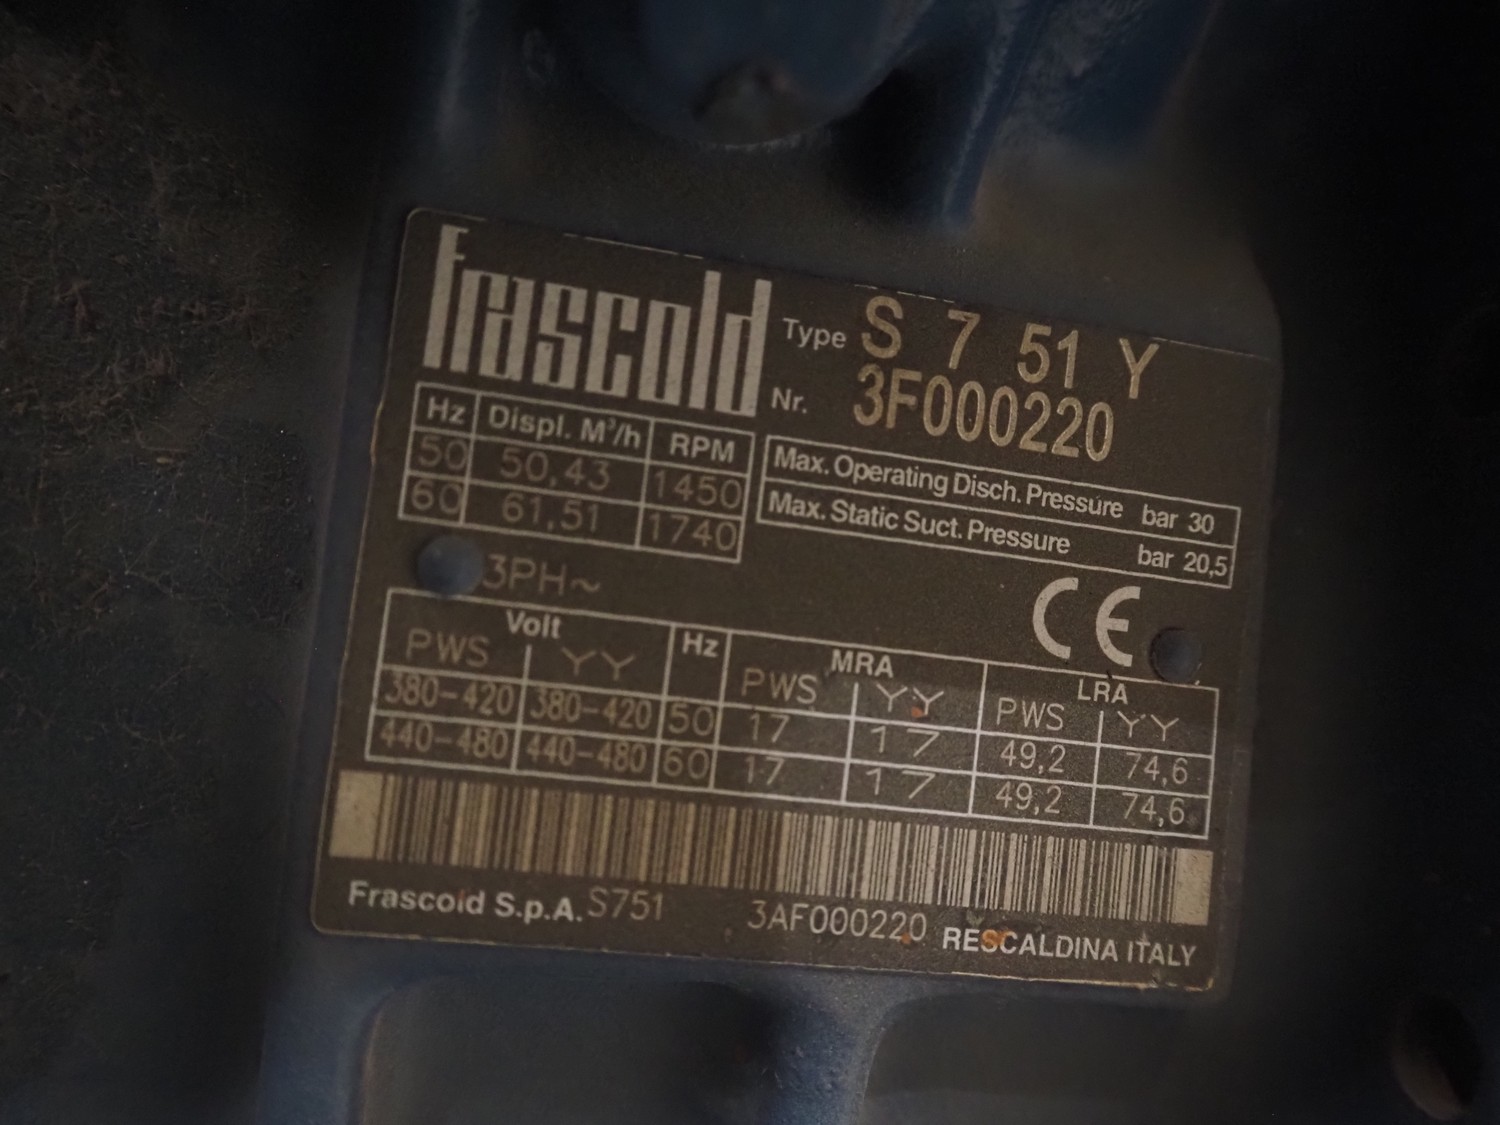 Frascold
Type S 7 51 Y
Nr. 3F000220
Hz Displ. M³/h RPM
50 50,43 1450
60 61,51 1740
Max. Operating Disch. Pressure bar 30
Max. Static Suct. Pressure bar 20,5
3PH~
CE
Volt Hz MRA LRA
PWS YY PWS YY PWS YY
380-420 380-420 50 17 17 49,2 74,6
440-480 440-480 60 17 17 49,2 74,6
Frascold S.p.A. S751 3AF000220 RESCALDINA ITALY